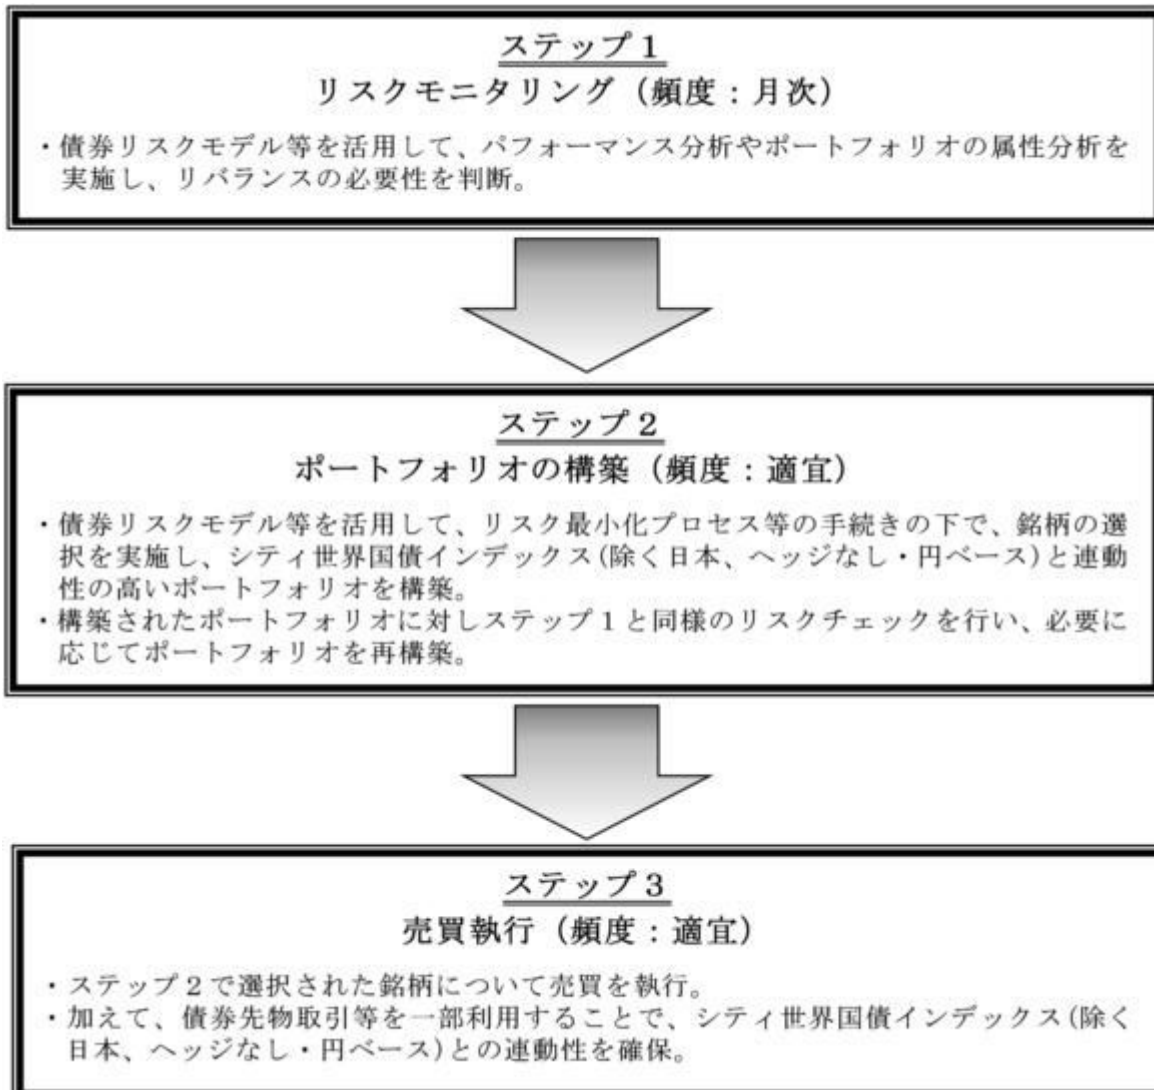 ステップ１
リスクモニタリング（頻度：月次）
・債券リスクモデル等を活用して、パフォーマンス分析やポートフォリオの属性分析を
実施し、リバランスの必要性を判断。
ステップ２
ポートフォリオの構築（頻度：適宜）
・債券リスクモデル等を活用して、リスク最小化プロセス等の手続きの下で、銘柄の選
択を実施し、シティ世界国債インデックス(除く日本、ヘッジなし・円ベース)と連動
性の高いポートフォリオを構築。
・構築されたポートフォリオに対しステップ１と同様のリスクチェックを行い、必要に
応じてポートフォリオを再構築。
ステップ３
売買執行（頻度：適宜）
・ステップ２で選択された銘柄について売買を執行。
・加えて、債券先物取引等を一部利用することで、シティ世界国債インデックス(除く
日本、ヘッジなし・円ベース)との連動性を確保。